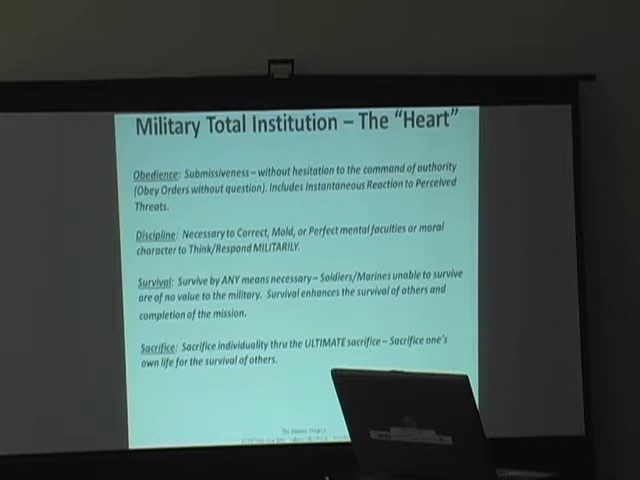 Military Total Institution – The "Heart"
Obedience: Submissiveness – without hesitation to the command of authority
(Obey Orders without question). Includes Instantaneous Reaction to Perceived
Threats.
Discipline: Necessary to Correct, Mold, or Perfect mental faculties or moral
character to Think/Respond MILITARILY.
Survival: Survive by ANY means necessary – Soldiers/Marines unable to survive
are of no value to the military. Survival enhances the survival of others and
completion of the mission.
Sacrifice: Sacrifice individuality thru the ULTIMATE sacrifice – Sacrifice one's
own life for the survival of others.